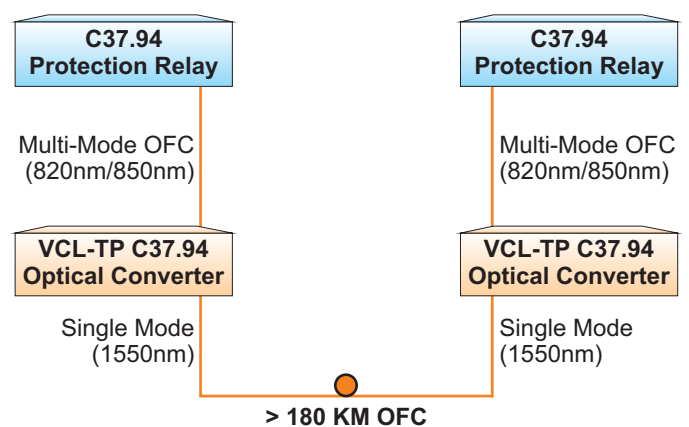 C37.94
Protection Relay
C37.94
Protection Relay
Multi-Mode OFC
(820nm/850nm)
Multi-Mode OFC
(820nm/850nm)
VCL-TP C37.94
Optical Converter
VCL-TP C37.94
Optical Converter
Single Mode
(1550nm)
Single Mode
(1550nm)
> 180 KM OFC